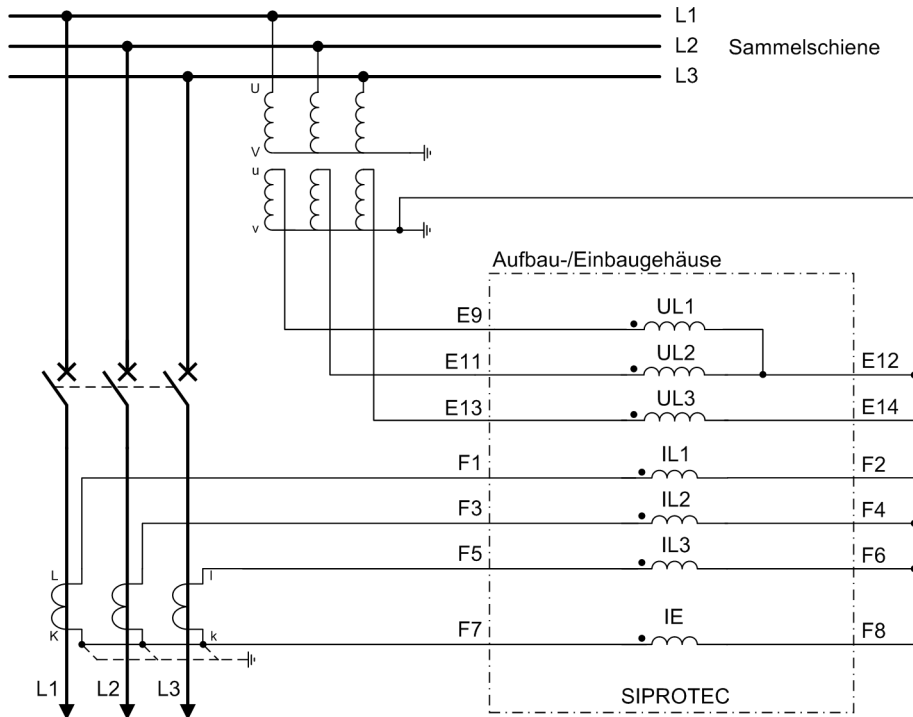 L1
L2 Sammelschiene
L3
U
V
u
v
Aufbau-/Einbaugehäuse
E9 UL1
E11 UL2 E12
E13 UL3 E14
F1 IL1 F2
F3 IL2 F4
F5 IL3 F6
L l
K k
F7 IE F8
L1 L2 L3
SIPROTEC